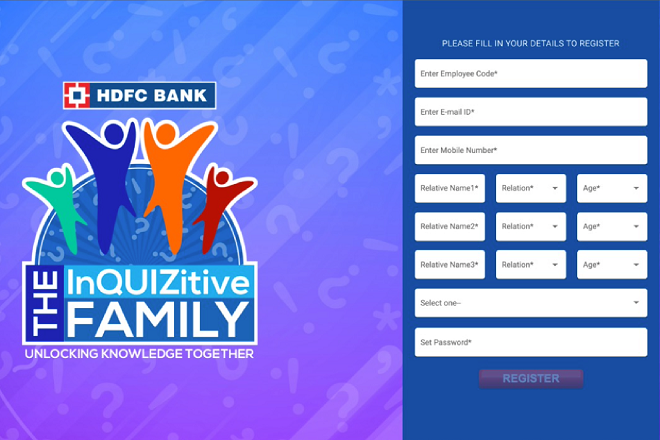 HDFC BANK
THE
InQUIZitive
FAMILY
UNLOCKING KNOWLEDGE TOGETHER
PLEASE FILL IN YOUR DETAILS TO REGISTER
Enter Employee Code*
Enter E-mail ID*
Enter Mobile Number*
Relative Name1* Relation* Age*
Relative Name2* Relation* Age*
Relative Name3* Relation* Age*
Select one--
Set Password*
REGISTER